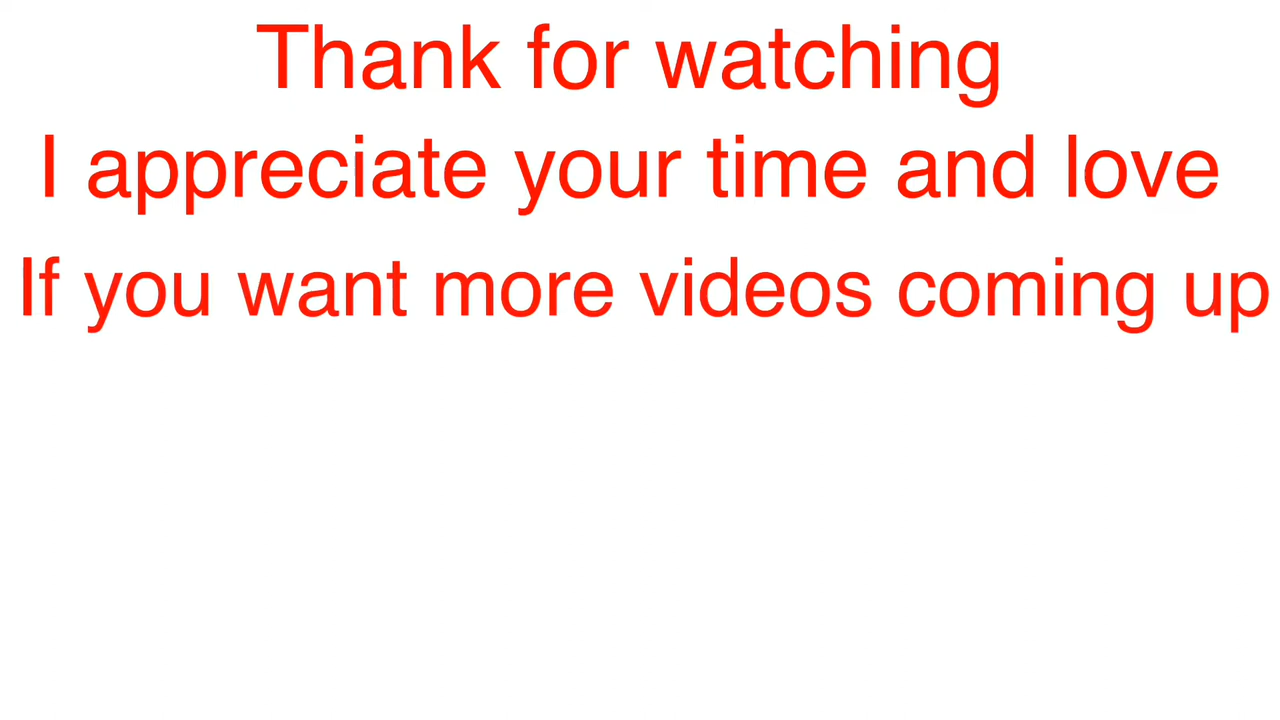 Thank for watching
I appreciate your time and love
If you want more videos coming up